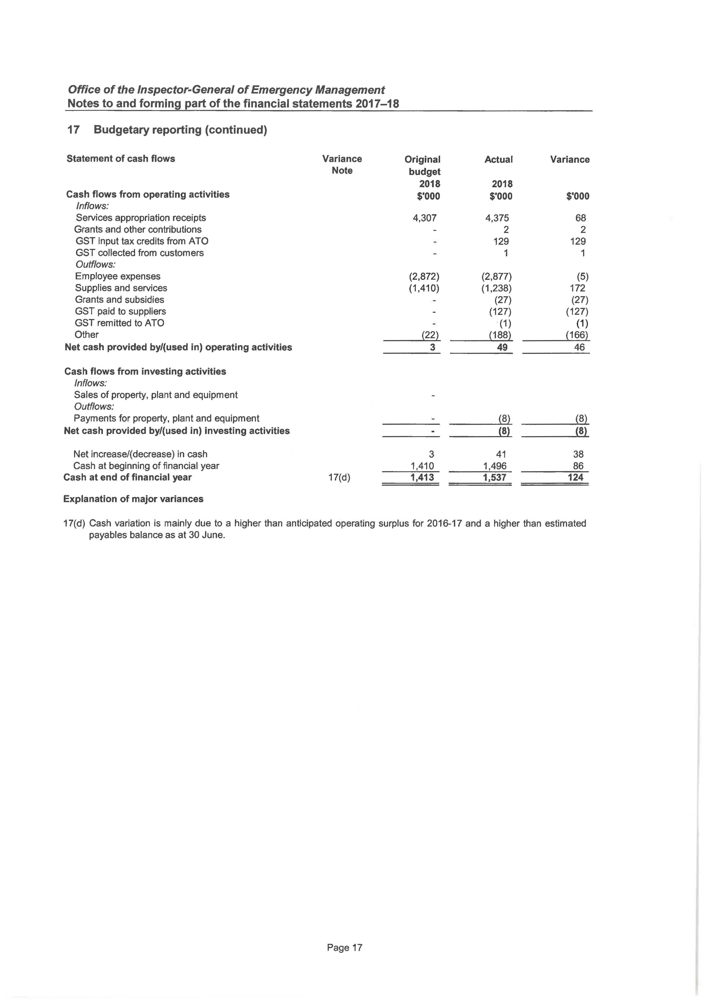 Office of the Inspector-General of Emergency Management
Notes to and forming part of the financial statements 2017–18
17 Budgetary reporting (continued)
Statement of cash flows Variance Original Actual Variance
Note budget
2018 2018
Cash flows from operating activities $'000 $'000 $'000
Inflows:
Services appropriation receipts 4,307 4,375 68
Grants and other contributions - 2 2
GST input tax credits from ATO - 129 129
GST collected from customers - 1 1
Outflows:
Employee expenses (2,872) (2,877) (5)
Supplies and services (1,410) (1,238) 172
Grants and subsidies - (27) (27)
GST paid to suppliers - (127) (127)
GST remitted to ATO - (1) (1)
Other (22) (188) (166)
Net cash provided by/(used in) operating activities 3 49 46
Cash flows from investing activities
Inflows:
Sales of property, plant and equipment -
Outflows:
Payments for property, plant and equipment - (8) (8)
Net cash provided by/(used in) investing activities - (8) (8)
Net increase/(decrease) in cash 3 41 38
Cash at beginning of financial year 1,410 1,496 86
Cash at end of financial year 17(d) 1,413 1,537 124
Explanation of major variances
17(d) Cash variation is mainly due to a higher than anticipated operating surplus for 2016-17 and a higher than estimated
payables balance as at 30 June.
Page 17